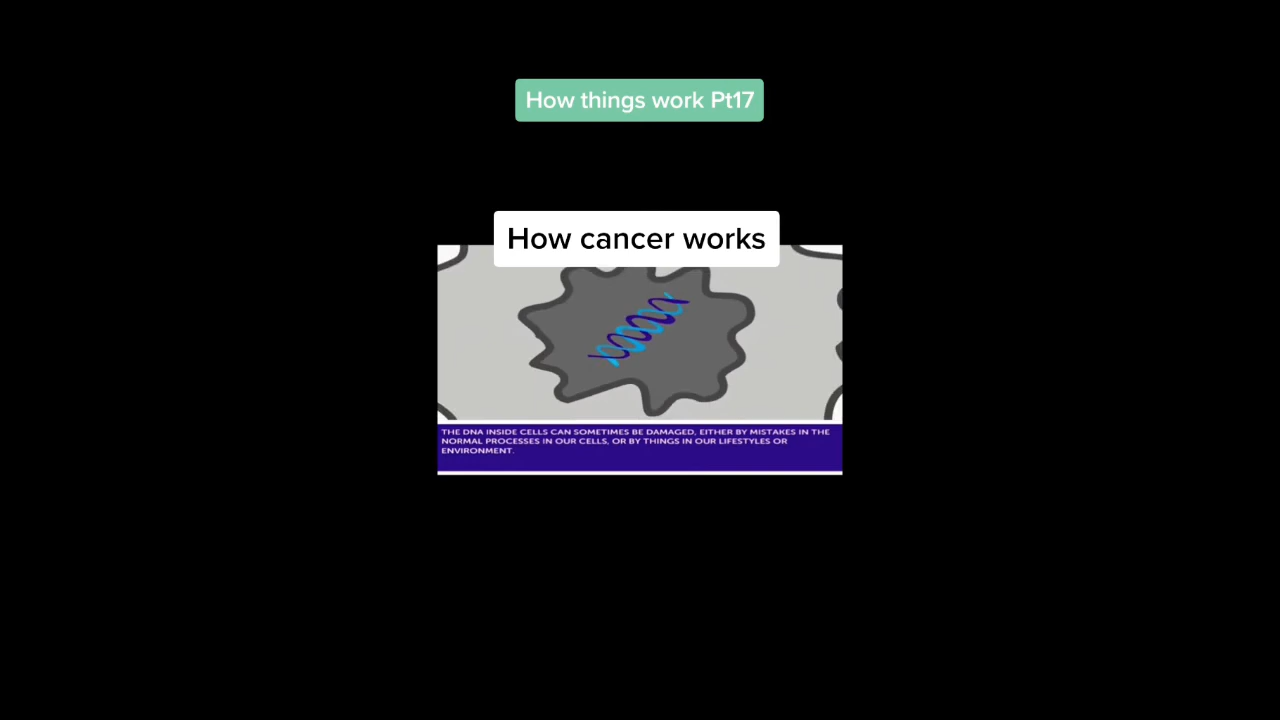 How things work Pt17
How cancer works
THE DNA INSIDE CELLS CAN SOMETIMES BE DAMAGED, EITHER BY MISTAKES IN THE
NORMAL PROCESSES IN OUR CELLS, OR BY THINGS IN OUR LIFESTYLES OR
ENVIRONMENT.